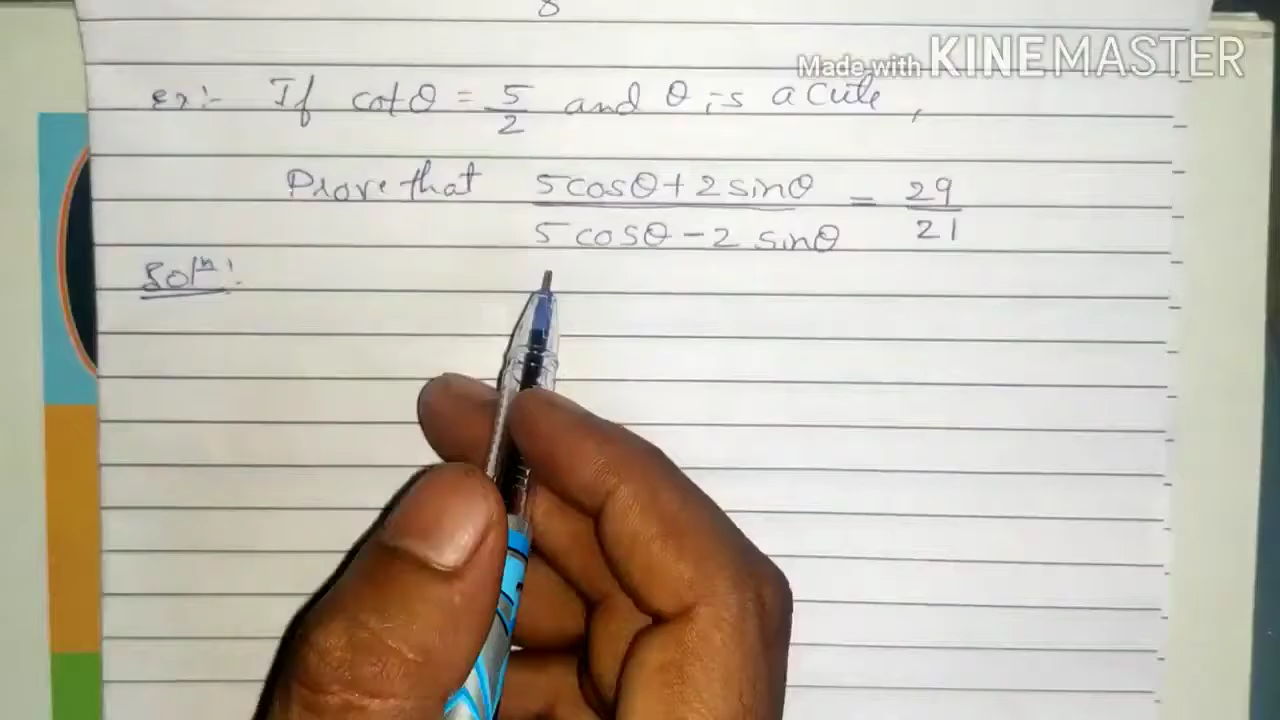 8
Made with KINEMASTER
ex:- If cotθ = 5/2 and θ is acute,
Prove that (5cosθ+2sinθ)/(5cosθ-2sinθ) = 29/21
Solⁿ: